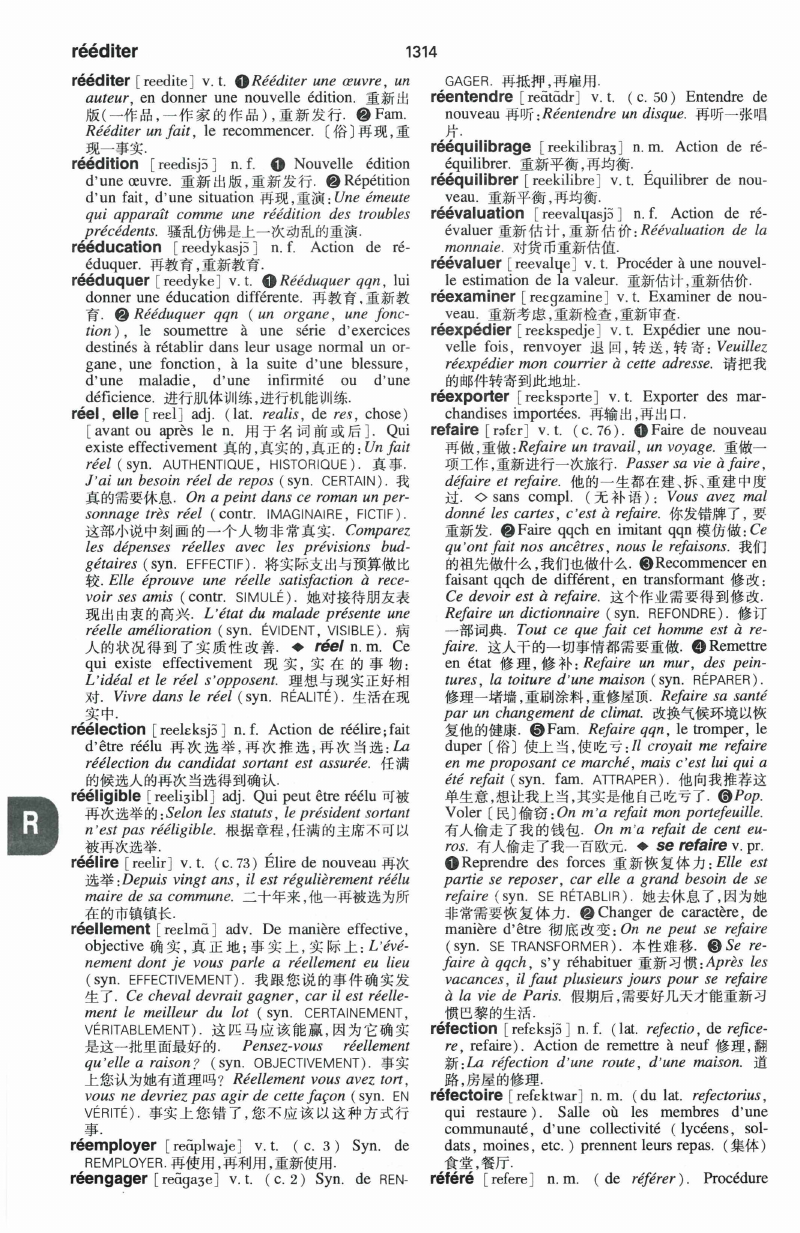 rééditer
1314
rééditer [reedite] v. t. ❶Rééditer une œuvre, un
auteur, en donner une nouvelle édition. 重新出
版(一作品,一作家的作品),重新发行. ❷ Fam.
Rééditer un fait, le recommencer. 〔俗〕再现,重
现一事实.
réédition [reedisjɔ̃] n. f. ❶ Nouvelle édition
d'une œuvre. 重新出版,重新发行. ❷ Répétition
d'un fait, d'une situation 再现,重演:Une émeute
qui apparaît comme une réédition des troubles
précédents. 骚乱仿佛是上一次动乱的重演.
rééducation [reedykasjɔ̃] n. f. Action de ré-
éduquer. 再教育,重新教育.
rééduquer [reedyke] v. t. ❶Rééduquer qqn, lui
donner une éducation différente. 再教育,重新教
育. ❷ Rééduquer qqn (un organe, une fonc-
tion), le soumettre à une série d'exercices
destinés à rétablir dans leur usage normal un or-
gane, une fonction, à la suite d'une blessure,
d'une maladie, d'une infirmité ou d'une
déficience. 进行肌体训练,进行机能训练.
réel, elle [reɛl] adj. (lat. realis, de res, chose)
[avant ou après le n. 用于名词前或后]. Qui
existe effectivement 真的,真实的,真正的:Un fait
réel (syn. AUTHENTIQUE, HISTORIQUE). 真事.
J'ai un besoin réel de repos (syn. CERTAIN). 我
真的需要休息. On a peint dans ce roman un per-
sonnage très réel (contr. IMAGINAIRE, FICTIF).
这部小说中刻画的一个人物非常真实. Comparez
les dépenses réelles avec les prévisions bud-
gétaires (syn. EFFECTIF). 将实际支出与预算做比
较. Elle éprouve une réelle satisfaction à rece-
voir ses amis (contr. SIMULÉ). 她对接待朋友表
现出由衷的高兴. L'état du malade présente une
réelle amélioration (syn. ÉVIDENT, VISIBLE). 病
人的状况得到了实质性改善. ◆ réel n. m. Ce
qui existe effectivement 现实,实在的事物:
L'idéal et le réel s'opposent. 理想与现实正好相
对. Vivre dans le réel (syn. RÉALITÉ). 生活在现
实中.
réélection [reelɛksjɔ̃] n. f. Action de réélire;fait
d'être réélu 再次选举,再次推选,再次当选:La
réélection du candidat sortant est assurée. 任满
的候选人的再次当选得到确认.
rééligible [reeliʒibl] adj. Qui peut être réélu 可被
再次选举的:Selon les statuts, le président sortant
n'est pas rééligible. 根据章程,任满的主席不可以
被再次选举.
R
réélire [reelir] v. t. (c. 73) Élire de nouveau 再次
选举:Depuis vingt ans, il est régulièrement réélu
maire de sa commune. 二十年来,他一再被选为所
在的市镇镇长.
réellement [reɛlmɑ̃] adv. De manière effective,
objective 确实,真正地;事实上,实际上:L'évé-
nement dont je vous parle a réellement eu lieu
(syn. EFFECTIVEMENT). 我跟您说的事件确实发
生了. Ce cheval devrait gagner, car il est réelle-
ment le meilleur du lot (syn. CERTAINEMENT,
VÉRITABLEMENT). 这匹马应该能赢,因为它确实
是这一批里面最好的. Pensez-vous réellement
qu'elle a raison? (syn. OBJECTIVEMENT). 事实
上您认为她有道理吗? Réellement vous avez tort,
vous ne devriez pas agir de cette façon (syn. EN
VÉRITÉ). 事实上您错了,您不应该以这种方式行
事.
réemployer [reɑ̃plwaje] v. t. (c. 3) Syn. de
REMPLOYER. 再使用,再利用,重新使用.
réengager [reɑ̃gaʒe] v. t. (c. 2) Syn. de REN-
GAGER. 再抵押,再雇用.
réentendre [reɑ̃tɑ̃dr] v. t. (c. 50) Entendre de
nouveau 再听:Réentendre un disque. 再听一张唱
片.
rééquilibrage [reekilibraʒ] n. m. Action de ré-
équilibrer. 重新平衡,再均衡.
rééquilibrer [reekilibre] v. t. Équilibrer de nou-
veau. 重新平衡,再均衡.
réévaluation [reevalɥasjɔ̃] n. f. Action de ré-
évaluer 重新估计,重新估价:Réévaluation de la
monnaie. 对货币重新估值.
réévaluer [reevalɥe] v. t. Procéder à une nouvel-
le estimation de la valeur. 重新估计,重新估价.
réexaminer [reɛgzamine] v. t. Examiner de nou-
veau. 重新考虑,重新检查,重新审查.
réexpédier [reɛkspedje] v. t. Expédier une nou-
velle fois, renvoyer 退回,转送,转寄:Veuillez
réexpédier mon courrier à cette adresse. 请把我
的邮件转寄到此地址.
réexporter [reɛkspɔrte] v. t. Exporter des mar-
chandises importées. 再输出,再出口.
refaire [rəfɛr] v. t. (c. 76). ❶Faire de nouveau
再做,重做:Refaire un travail, un voyage. 重做一
项工作,重新进行一次旅行. Passer sa vie à faire,
défaire et refaire. 他的一生都在建、拆、重建中度
过. ◇ sans compl. (无补语): Vous avez mal
donné les cartes, c'est à refaire. 你发错牌了,要
重新发. ❷Faire qqch en imitant qqn 模仿做:Ce
qu'ont fait nos ancêtres, nous le refaisons. 我们
的祖先做什么,我们也做什么. ❸Recommencer en
faisant qqch de différent, en transformant 修改:
Ce devoir est à refaire. 这个作业需要得到修改.
Refaire un dictionnaire (syn. REFONDRE). 修订
一部词典. Tout ce que fait cet homme est à re-
faire. 这人干的一切事情都需要重做. ❹Remettre
en état 修理,修补:Refaire un mur, des pein-
tures, la toiture d'une maison (syn. RÉPARER).
修理一堵墙,重刷涂料,重修屋顶. Refaire sa santé
par un changement de climat. 改换气候环境以恢
复他的健康. ❺Fam. Refaire qqn, le tromper, le
duper〔俗〕使上当,使吃亏:Il croyait me refaire
en me proposant ce marché, mais c'est lui qui a
été refait (syn. fam. ATTRAPER). 他向我推荐这
单生意,想让我上当,其实是他自己吃亏了. ❻Pop.
Voler〔民〕偷窃:On m'a refait mon portefeuille.
有人偷走了我的钱包. On m'a refait de cent eu-
ros. 有人偷走了我一百欧元. ◆ se refaire v. pr.
❶Reprendre des forces 重新恢复体力:Elle est
partie se reposer, car elle a grand besoin de se
refaire (syn. SE RÉTABLIR). 她去休息了,因为她
非常需要恢复体力. ❷Changer de caractère, de
manière d'être 彻底改变:On ne peut se refaire
(syn. SE TRANSFORMER). 本性难移. ❸Se re-
faire à qqch, s'y réhabituer 重新习惯:Après les
vacances, il faut plusieurs jours pour se refaire
à la vie de Paris. 假期后,需要好几天才能重新习
惯巴黎的生活.
réfection [refɛksjɔ̃] n. f. (lat. refectio, de refice-
re, refaire). Action de remettre à neuf 修理,翻
新:La réfection d'une route, d'une maison. 道
路,房屋的修理.
réfectoire [refɛktwar] n. m. (du lat. refectorius,
qui restaure). Salle où les membres d'une
communauté, d'une collectivité (lycéens, sol-
dats, moines, etc.) prennent leurs repas. (集体)
食堂,餐厅.
référé [refere] n. m. (de référer). Procédure